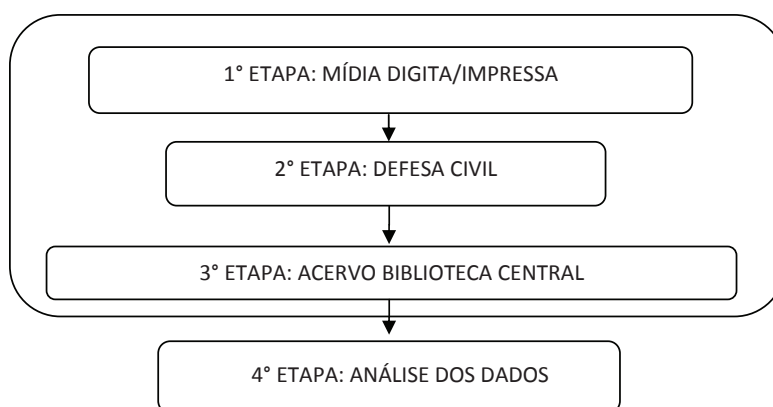 1° ETAPA: MÍDIA DIGITA/IMPRESSA
2° ETAPA: DEFESA CIVIL
3° ETAPA: ACERVO BIBLIOTECA CENTRAL
4° ETAPA: ANÁLISE DOS DADOS